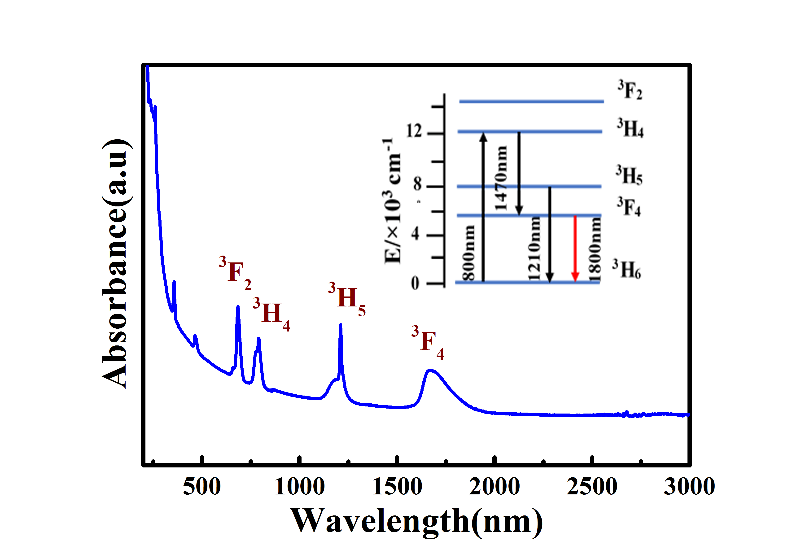 Absorbance(a.u)
³F₂
³H₄
³H₅
³F₄
500
1000
1500
2000
2500
3000
Wavelength(nm)
E/×10³ cm⁻¹
12
8
4
0
³F₂
³H₄
³H₅
³F₄
³H₆
800nm
1470nm
1210nm
1800nm